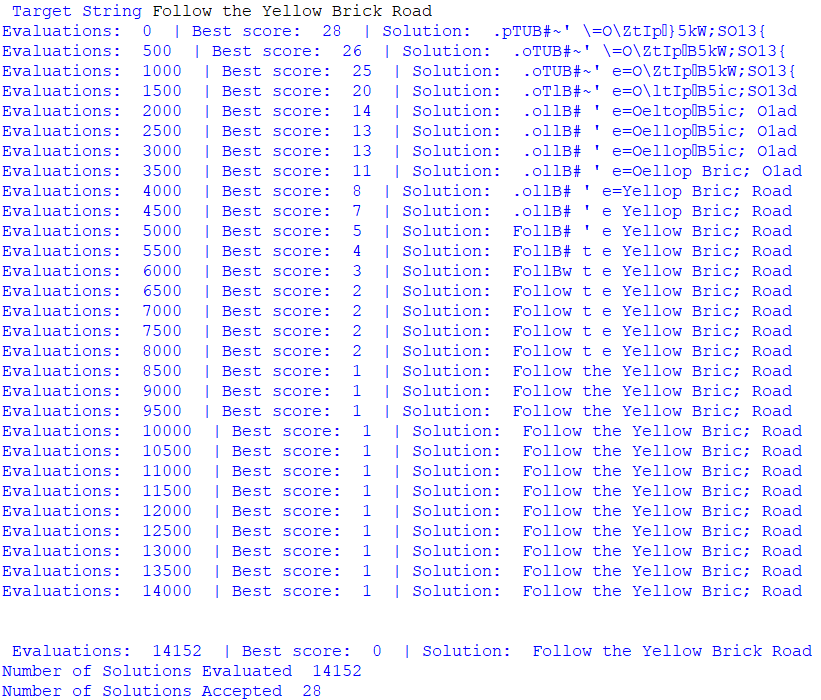 Target String Follow the Yellow Brick Road
Evaluations:  0  | Best score:  28  | Solution:  .pTUB#~' \=O\ZtIp▯}5kW;SO13{
Evaluations:  500  | Best score:  26  | Solution:  .oTUB#~' \=O\ZtIp▯B5kW;SO13{
Evaluations:  1000  | Best score:  25  | Solution:  .oTUB#~' e=O\ZtIp▯B5kW;SO13{
Evaluations:  1500  | Best score:  20  | Solution:  .oTlB#~' e=O\ltIp▯B5ic;SO13d
Evaluations:  2000  | Best score:  14  | Solution:  .ollB# ' e=Oeltop▯B5ic; O1ad
Evaluations:  2500  | Best score:  13  | Solution:  .ollB# ' e=Oellop▯B5ic; O1ad
Evaluations:  3000  | Best score:  13  | Solution:  .ollB# ' e=Oellop▯B5ic; O1ad
Evaluations:  3500  | Best score:  11  | Solution:  .ollB# ' e=Oellop Bric; O1ad
Evaluations:  4000  | Best score:  8  | Solution:  .ollB# ' e=Yellop Bric; Road
Evaluations:  4500  | Best score:  7  | Solution:  .ollB# ' e Yellop Bric; Road
Evaluations:  5000  | Best score:  5  | Solution:  FollB# ' e Yellow Bric; Road
Evaluations:  5500  | Best score:  4  | Solution:  FollB# t e Yellow Bric; Road
Evaluations:  6000  | Best score:  3  | Solution:  FollBw t e Yellow Bric; Road
Evaluations:  6500  | Best score:  2  | Solution:  Follow t e Yellow Bric; Road
Evaluations:  7000  | Best score:  2  | Solution:  Follow t e Yellow Bric; Road
Evaluations:  7500  | Best score:  2  | Solution:  Follow t e Yellow Bric; Road
Evaluations:  8000  | Best score:  2  | Solution:  Follow t e Yellow Bric; Road
Evaluations:  8500  | Best score:  1  | Solution:  Follow the Yellow Bric; Road
Evaluations:  9000  | Best score:  1  | Solution:  Follow the Yellow Bric; Road
Evaluations:  9500  | Best score:  1  | Solution:  Follow the Yellow Bric; Road
Evaluations:  10000  | Best score:  1  | Solution:  Follow the Yellow Bric; Road
Evaluations:  10500  | Best score:  1  | Solution:  Follow the Yellow Bric; Road
Evaluations:  11000  | Best score:  1  | Solution:  Follow the Yellow Bric; Road
Evaluations:  11500  | Best score:  1  | Solution:  Follow the Yellow Bric; Road
Evaluations:  12000  | Best score:  1  | Solution:  Follow the Yellow Bric; Road
Evaluations:  12500  | Best score:  1  | Solution:  Follow the Yellow Bric; Road
Evaluations:  13000  | Best score:  1  | Solution:  Follow the Yellow Bric; Road
Evaluations:  13500  | Best score:  1  | Solution:  Follow the Yellow Bric; Road
Evaluations:  14000  | Best score:  1  | Solution:  Follow the Yellow Bric; Road
Evaluations:  14152  | Best score:  0  | Solution:  Follow the Yellow Brick Road
Number of Solutions Evaluated  14152
Number of Solutions Accepted  28